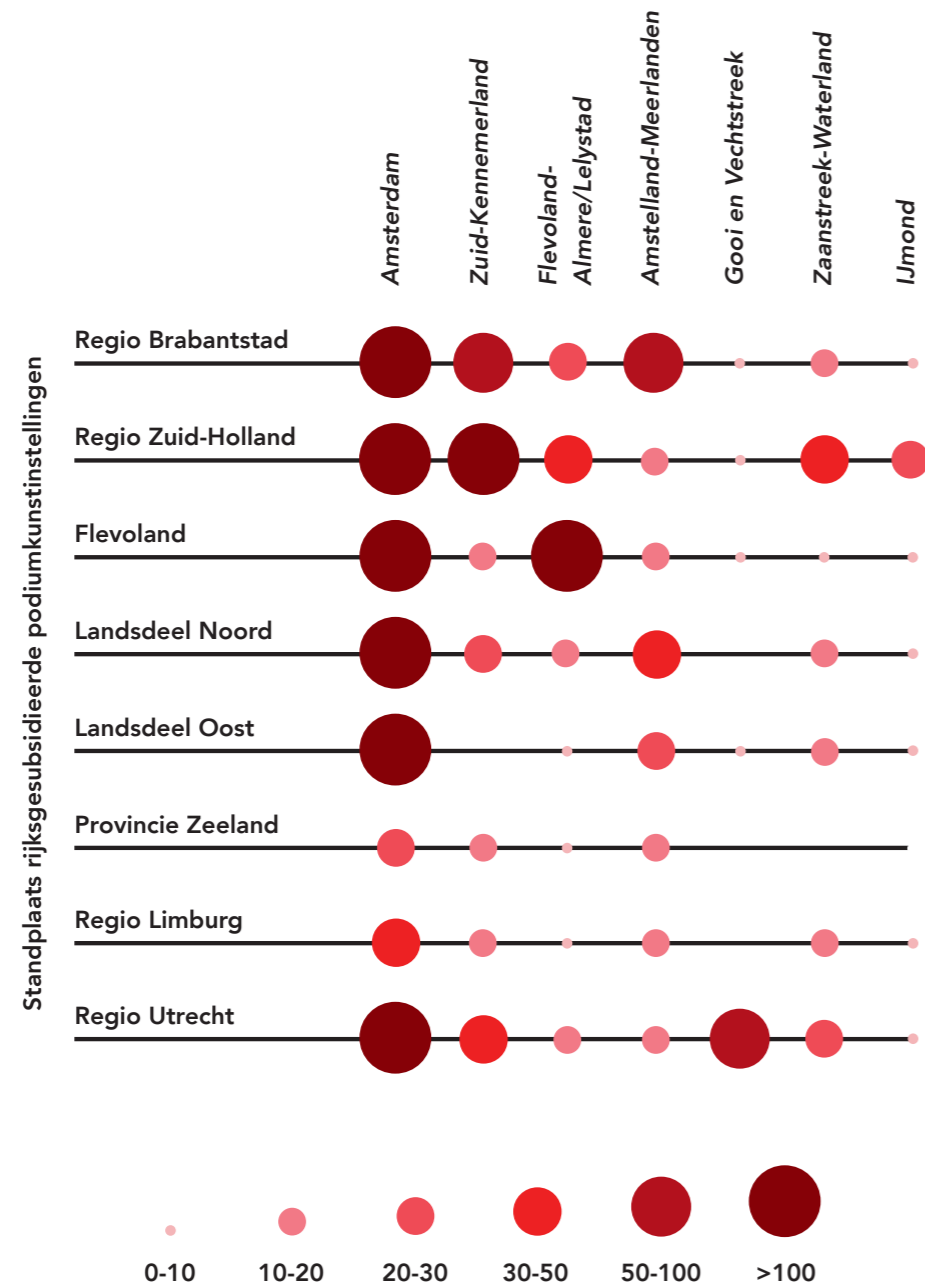 Amsterdam
Zuid-Kennemerland
Flevoland-
Almere/Lelystad
Amstelland-Meerlanden
Gooi en Vechtstreek
Zaanstreek-Waterland
IJmond
Standplaats rijksgesubsidieerde podiumkunstinstellingen
Regio Brabantstad
Regio Zuid-Holland
Flevoland
Landsdeel Noord
Landsdeel Oost
Provincie Zeeland
Regio Limburg
Regio Utrecht
0-10 10-20 20-30 30-50 50-100 >100